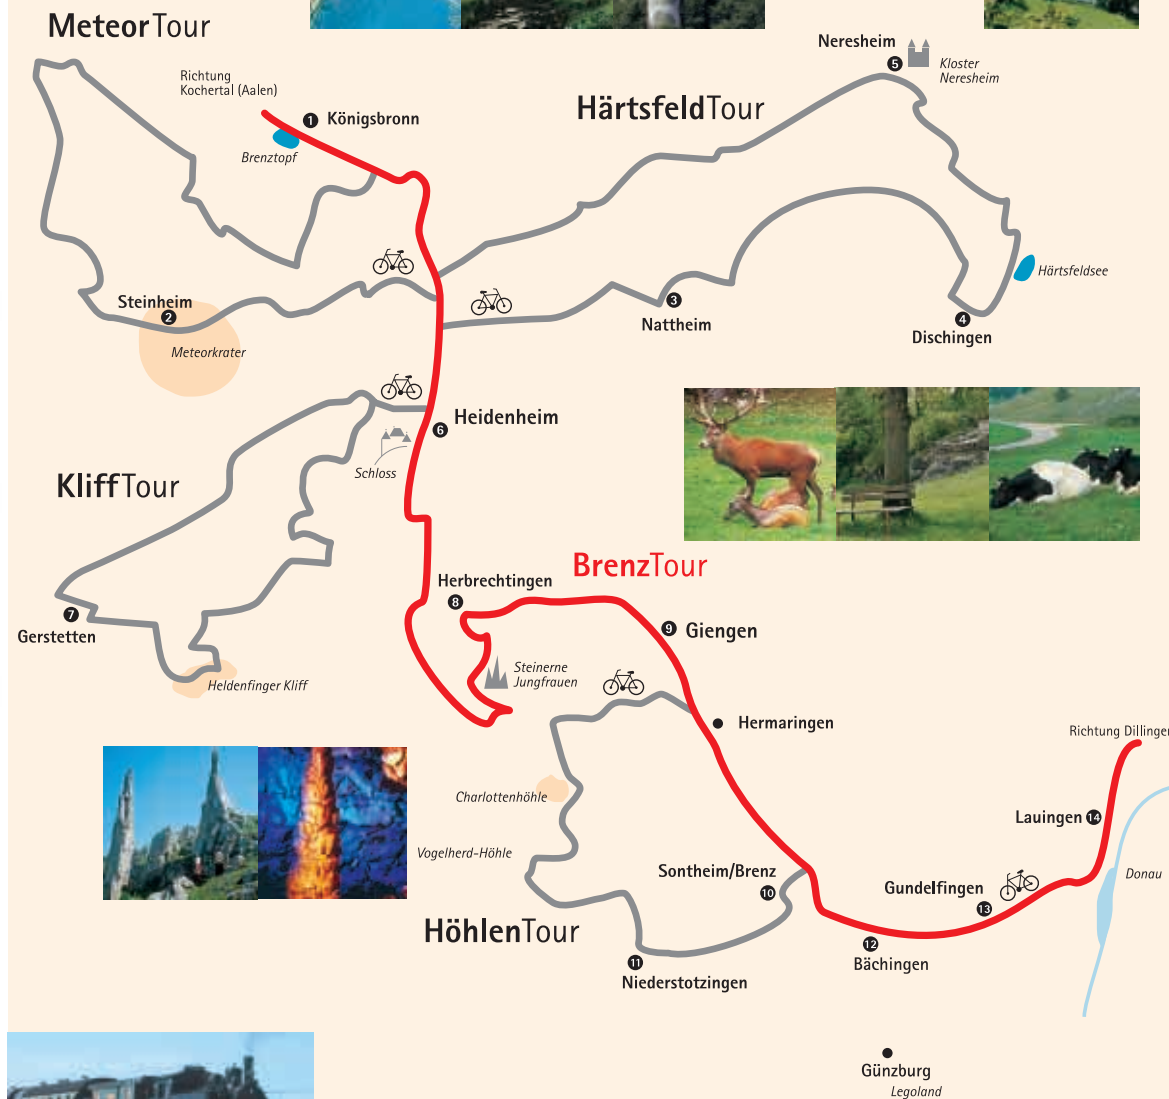 MeteorTour
Richtung
Kochertal (Aalen)
1 Königsbronn
Brenztopf
HärtsfeldTour
Neresheim
5
Kloster
Neresheim
Härtsfeldsee
Steinheim
2
Meteorkrater
3
Nattheim
4
Dischingen
6 Heidenheim
Schloss
KliffTour
7
Gerstetten
Heldenfinger Kliff
BrenzTour
Herbrechtingen
8
9 Giengen
Steinerne
Jungfrauen
Hermaringen
Richtung Dillingen
Charlottenhöhle
Vogelherd-Höhle
Lauingen 14
Sontheim/Brenz
10
Gundelfingen
13
Donau
HöhlenTour
12
Bächingen
11
Niederstotzingen
Günzburg
Legoland